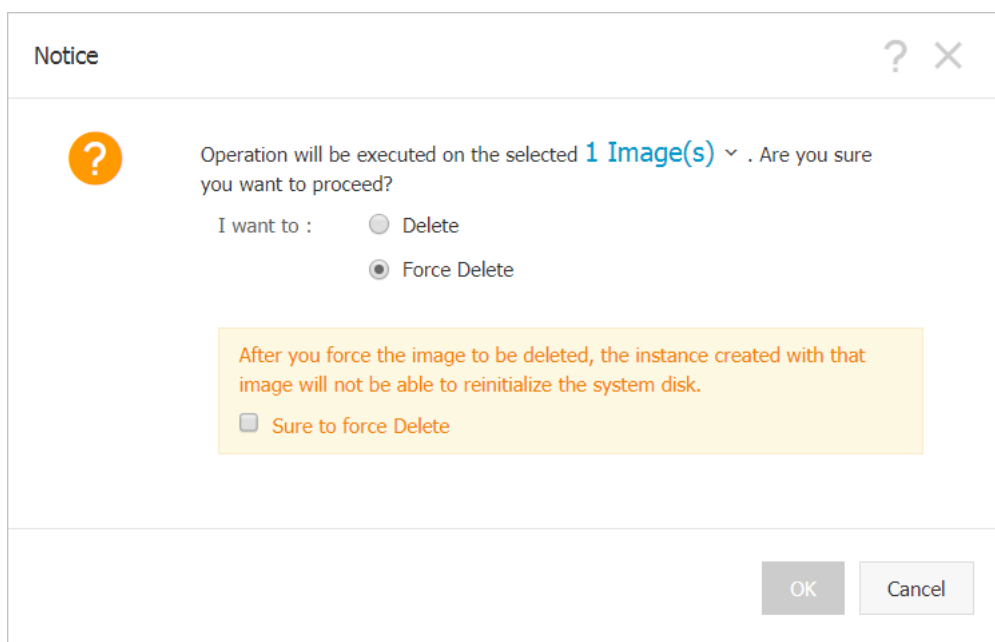 Notice
Operation will be executed on the selected 1 Image(s) . Are you sure
you want to proceed?
I want to : Delete
Force Delete
After you force the image to be deleted, the instance created with that
image will not be able to reinitialize the system disk.
Sure to force Delete
OK Cancel